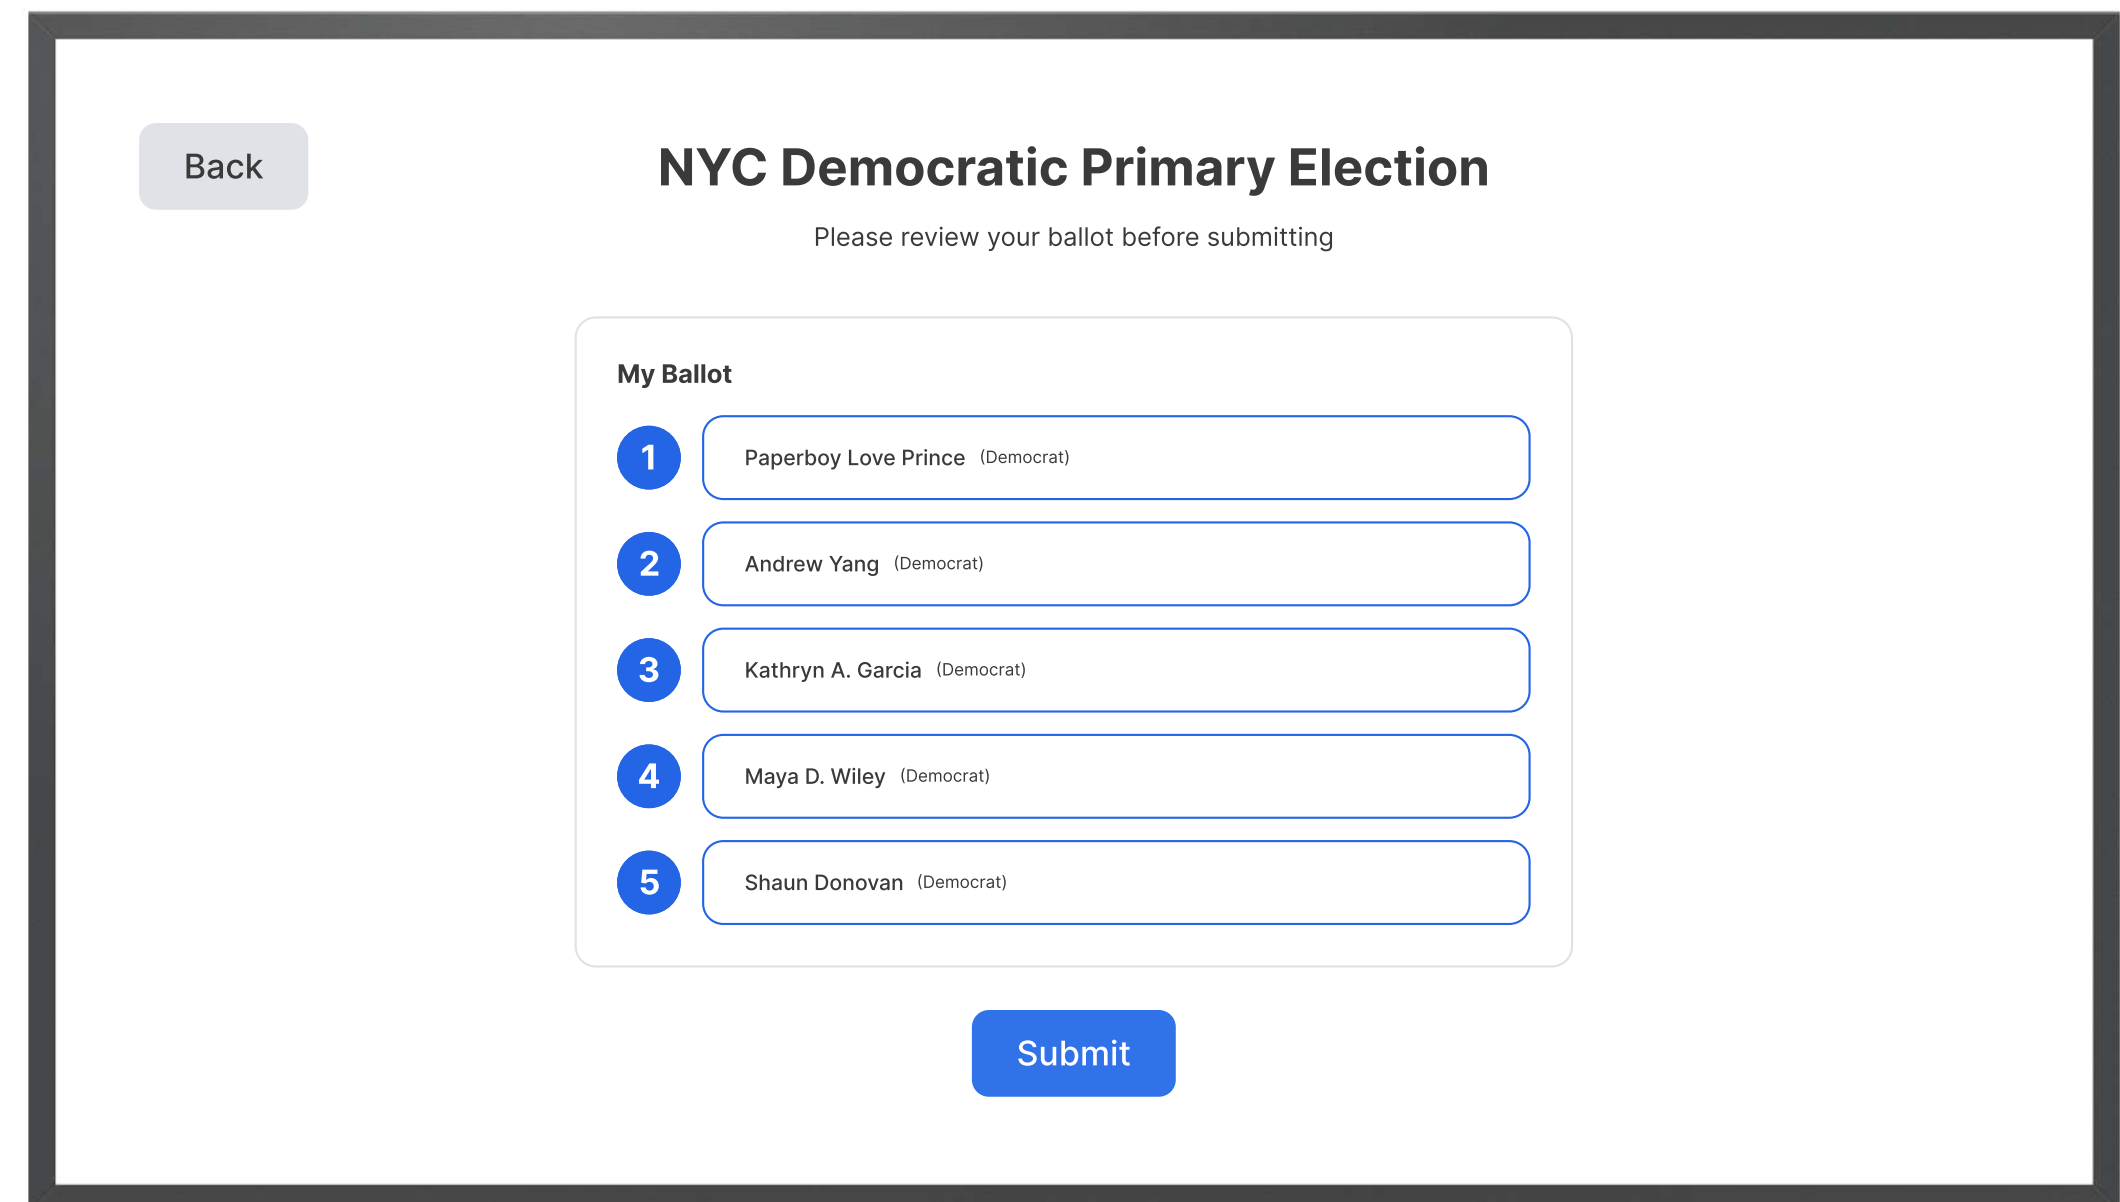 Back
NYC Democratic Primary Election
Please review your ballot before submitting
My Ballot
1 Paperboy Love Prince (Democrat)
2 Andrew Yang (Democrat)
3 Kathryn A. Garcia (Democrat)
4 Maya D. Wiley (Democrat)
5 Shaun Donovan (Democrat)
Submit